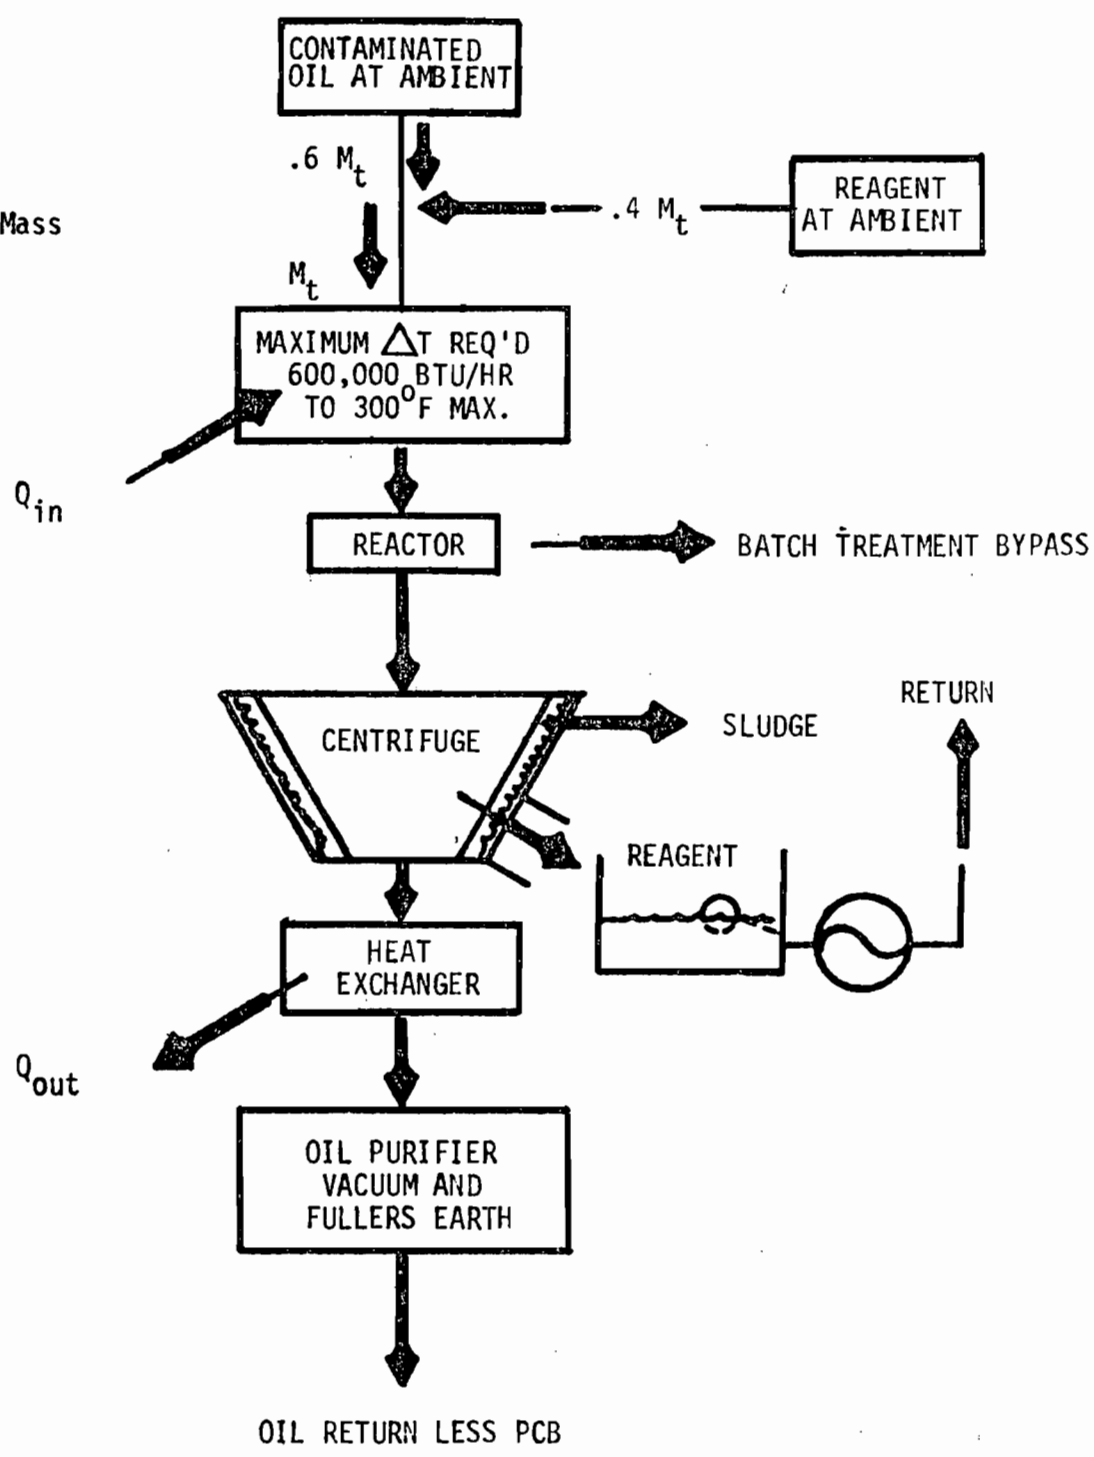 CONTAMINATED
OIL AT AMBIENT
.6 Mt
Mass
.4 Mt
REAGENT
AT AMBIENT
Mt
MAXIMUM △T REQ'D
600,000 BTU/HR
TO 300°F MAX.
Qin
REACTOR
BATCH TREATMENT BYPASS
RETURN
CENTRIFUGE
SLUDGE
REAGENT
HEAT
EXCHANGER
Qout
OIL PURIFIER
VACUUM AND
FULLERS EARTH
OIL RETURN LESS PCB